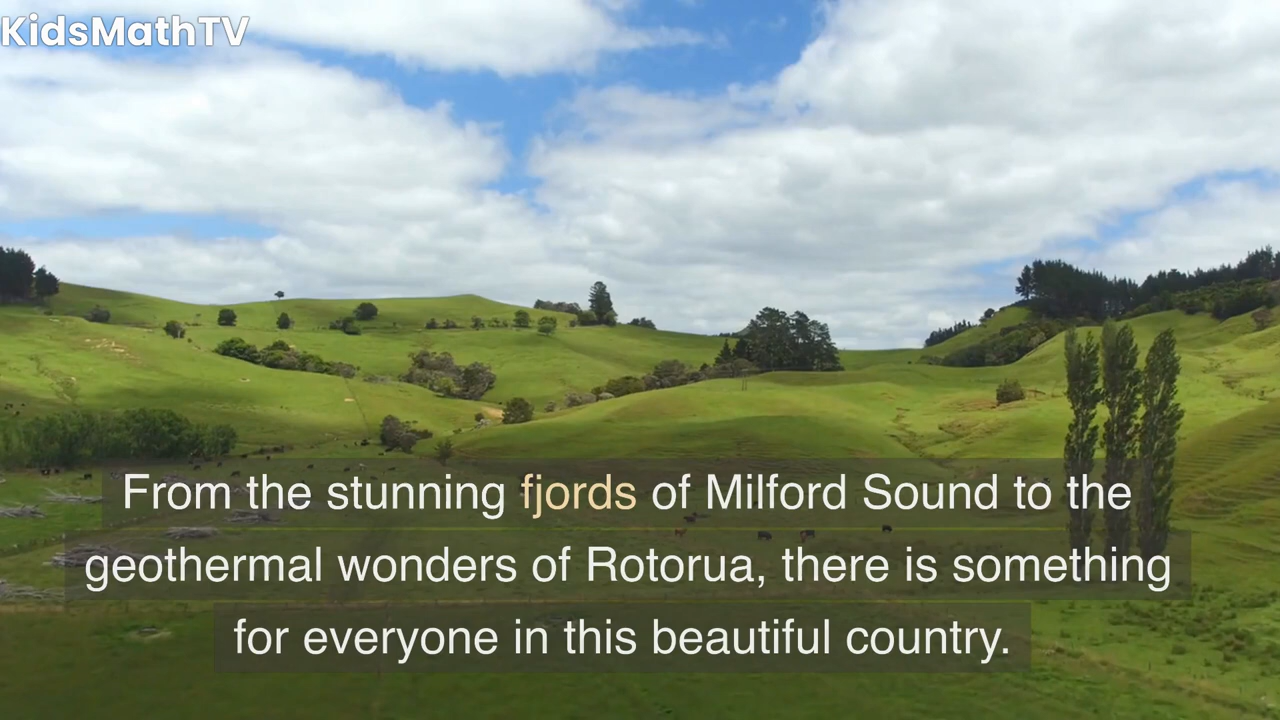 KidsMathTV
From the stunning fjords of Milford Sound to the
geothermal wonders of Rotorua, there is something
for everyone in this beautiful country.